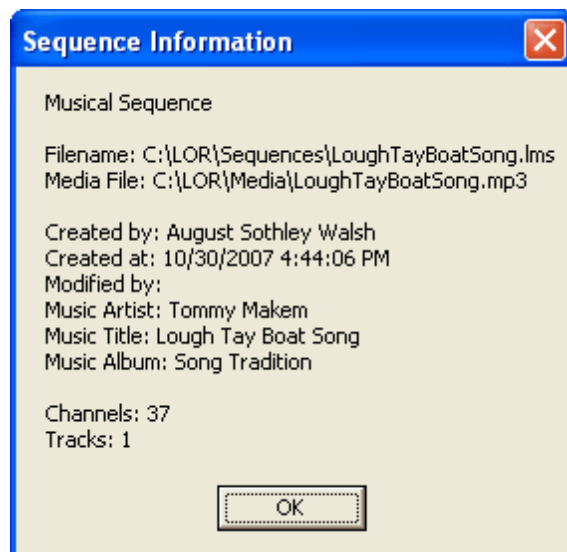 Sequence Information
Musical Sequence
Filename: C:\LOR\Sequences\LoughTayBoatSong.lms
Media File: C:\LOR\Media\LoughTayBoatSong.mp3
Created by: August Sothley Walsh
Created at: 10/30/2007 4:44:06 PM
Modified by:
Music Artist: Tommy Makem
Music Title: Lough Tay Boat Song
Music Album: Song Tradition
Channels: 37
Tracks: 1
OK